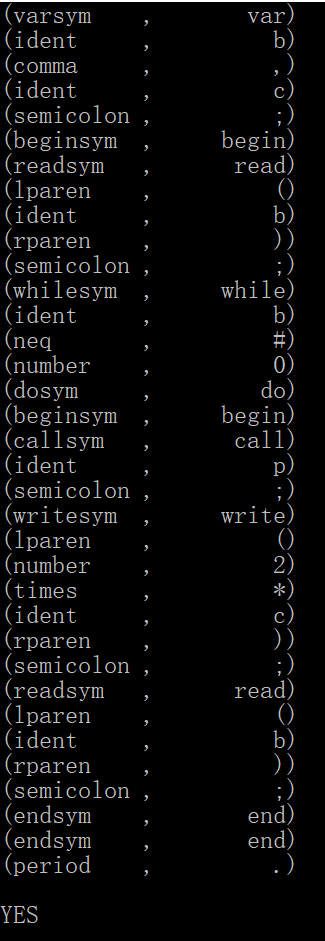 (varsym , var)
(ident , b)
(comma , ,)
(ident , c)
(semicolon , ;)
(beginsym , begin)
(readsym , read)
(lparen , ()
(ident , b)
(rparen , ))
(semicolon , ;)
(whilesym , while)
(ident , b)
(neq , #)
(number , 0)
(dosym , do)
(beginsym , begin)
(callsym , call)
(ident , p)
(semicolon , ;)
(writesym , write)
(lparen , ()
(number , 2)
(times , *)
(ident , c)
(rparen , ))
(semicolon , ;)
(readsym , read)
(lparen , ()
(ident , b)
(rparen , ))
(semicolon , ;)
(endsym , end)
(endsym , end)
(period , .)
YES